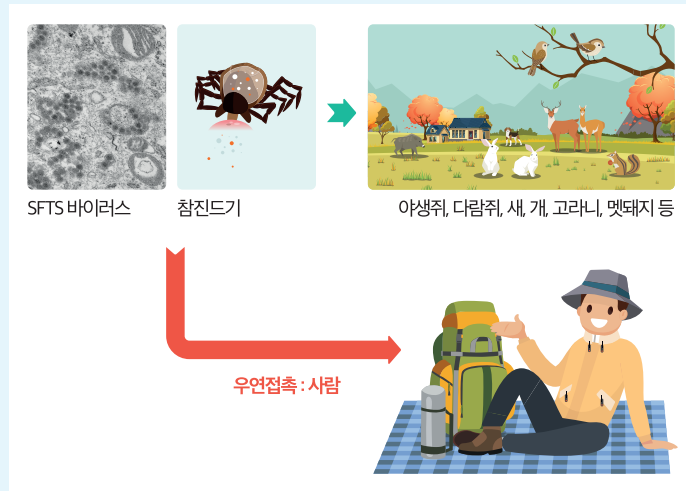 SFTS 바이러스
참진드기
야생쥐, 다람쥐, 새, 개, 고라니, 멧돼지 등
우연접촉 : 사람